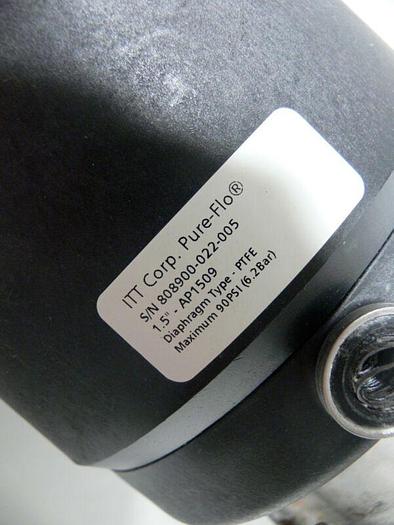 ITT Corp. Pure-Flo®
S/N 808900-022-005
1.5" - AP1509
Diaphragm Type - PTFE
Maximum 90PSI (6.2Bar)